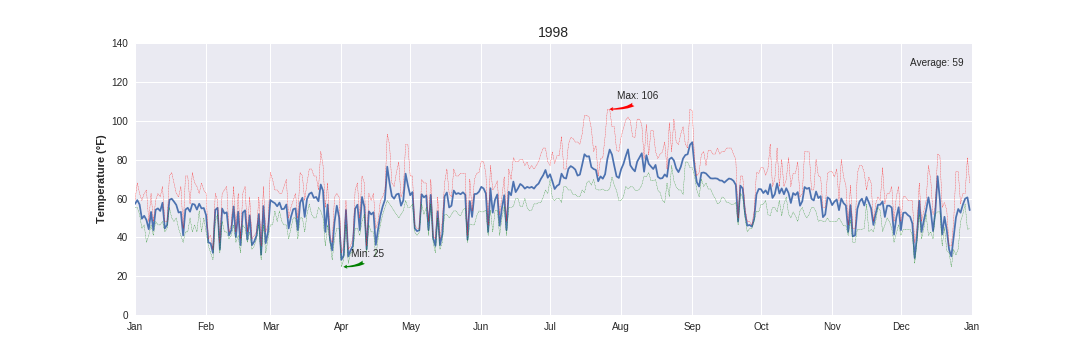 1998
140
Average: 59
120
Max: 106
100
80
60
40
Min: 25
20
0
Temperature (°F)
Jan Feb Mar Apr May Jun Jul Aug Sep Oct Nov Dec Jan